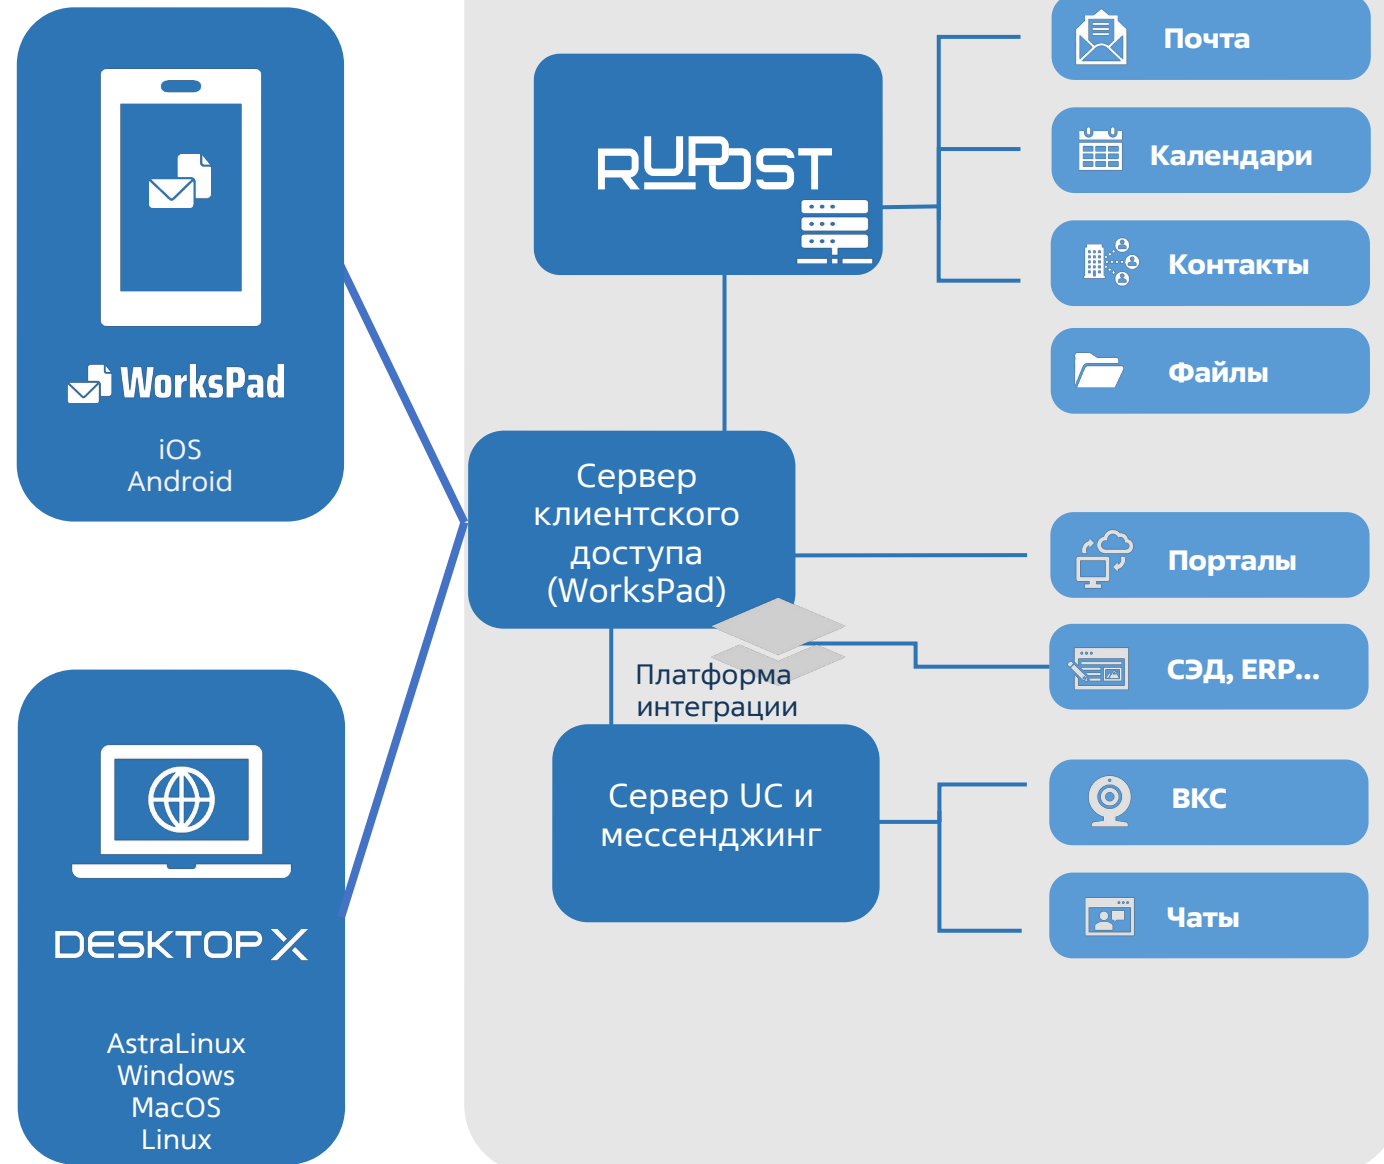 WorksPad
iOS
Android
DESKTOP X
AstraLinux
Windows
MacOS
Linux
RUPOST
Сервер
клиентского
доступа
(WorksPad)
Платформа
интеграции
Сервер UC и
мессенджинг
Почта
Календари
Контакты
Файлы
Порталы
СЭД, ERP...
ВКС
Чаты